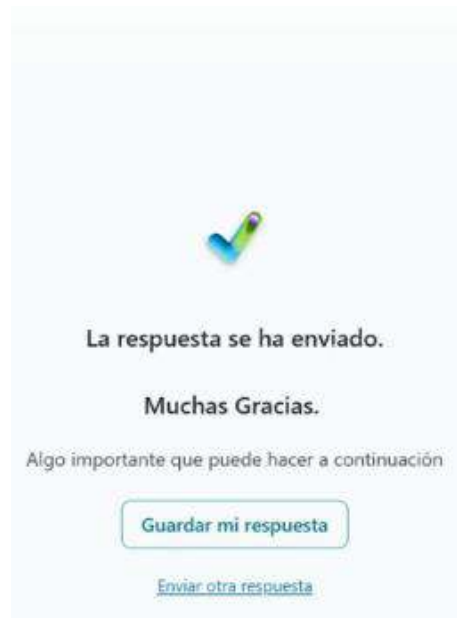 La respuesta se ha enviado.
Muchas Gracias.
Algo importante que puede hacer a continuación
Guardar mi respuesta
Enviar otra respuesta